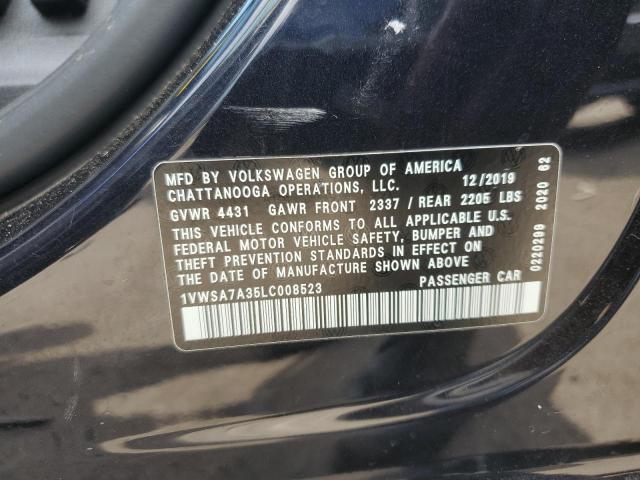 MFD BY VOLKSWAGEN GROUP OF AMERICA
CHATTANOOGA OPERATIONS, LLC. 12/2019
GVWR 4431 GAWR FRONT 2337 / REAR 2205 LBS
THIS VEHICLE CONFORMS TO ALL APPLICABLE U.S.
FEDERAL MOTOR VEHICLE SAFETY, BUMPER AND
THEFT PREVENTION STANDARDS IN EFFECT ON
THE DATE OF MANUFACTURE SHOWN ABOVE
1VWSA7A35LC008523 PASSENGER CAR
0220298 2020 62